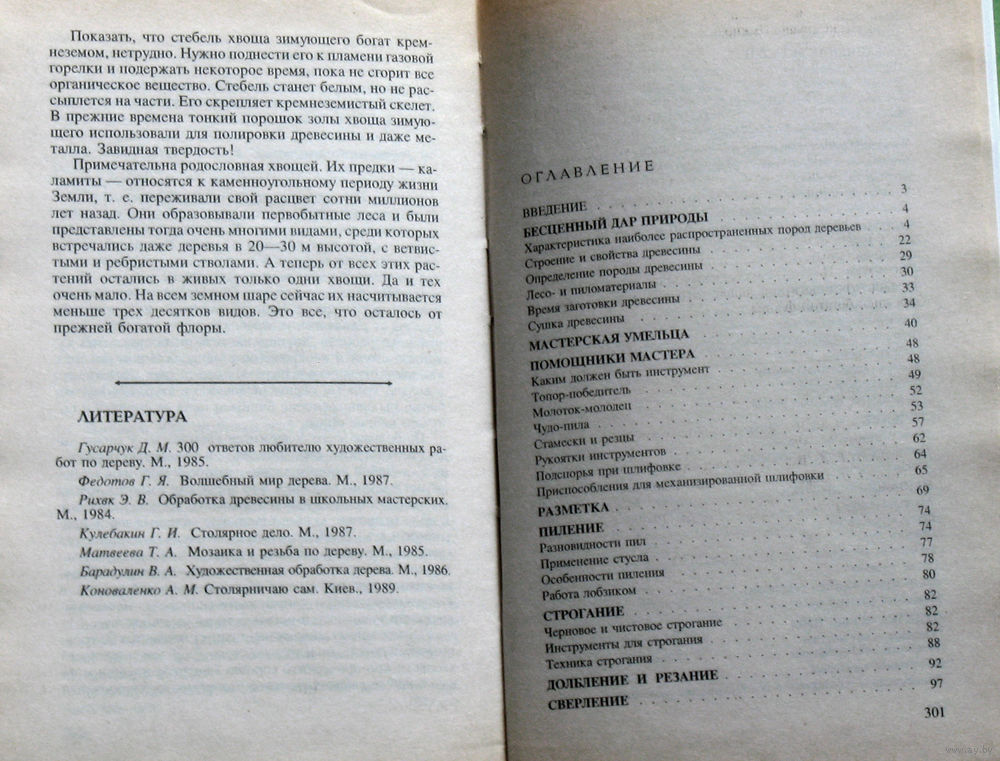 Показать, что стебель хвоща зимующего богат крем-
неземом, нетрудно. Нужно поднести его к пламени газовой
горелки и подержать некоторое время, пока не сгорит все
органическое вещество. Стебель станет белым, но не рас-
сыплется на части. Его скрепляет кремнеземистый скелет.
В прежние времена тонкий порошок золы хвоща зимую-
щего использовали для полировки древесины и даже ме-
талла. Завидная твердость!
Примечательна родословная хвощей. Их предки — ка-
ламиты — относятся к каменноугольному периоду жизни
Земли, т. е. переживали свой расцвет сотни миллионов
лет назад. Они образовывали первобытные леса и были
представлены тогда очень многими видами, среди которых
встречались даже деревья в 20—30 м высотой, с ветвис-
тыми и ребристыми стволами. А теперь от всех этих рас-
тений остались в живых только одни хвощи. Да и тех
очень мало. На всем земном шаре сейчас их насчитывается
меньше трех десятков видов. Это все, что осталось от
прежней богатой флоры.
ЛИТЕРАТУРА
Гусарчук Д. М. 300 ответов любителю художественных ра-
бот по дереву. М., 1985.
Федотов Г. Я. Волшебный мир дерева. М., 1987.
Рихвк Э. В. Обработка древесины в школьных мастерских.
М., 1984.
Кулебакин Г. И. Столярное дело. М., 1987.
Матвеева Т. А. Мозаика и резьба по дереву. М., 1985.
Барадулин В. А. Художественная обработка дерева. М., 1986.
Коноваленко А. М. Столярничаю сам. Киев., 1989.
ОГЛАВЛЕНИЕ
ВВЕДЕНИЕ 3
БЕСЦЕННЫЙ ДАР ПРИРОДЫ 4
Характеристика наиболее распространенных пород деревьев 4
Строение и свойства древесины 22
Определение породы древесины 29
Лесо- и пиломатериалы 30
Время заготовки древесины 33
Сушка древесины 34
МАСТЕРСКАЯ УМЕЛЬЦА 40
ПОМОЩНИКИ МАСТЕРА 48
Каким должен быть инструмент 48
Топор-победитель 49
Молоток-молодец 52
Чудо-пила 53
Стамески и резцы 57
Рукоятки инструментов 62
Подспорья при шлифовке 64
Приспособления для механизированной шлифовки 65
РАЗМЕТКА 69
ПИЛЕНИЕ 74
Разновидности пил 74
Применение стусла 77
Особенности пиления 78
Работа лобзиком 80
СТРОГАНИЕ 82
Черновое и чистовое строгание 82
Инструменты для строгания 82
Техника строгания 88
ДОЛБЛЕНИЕ И РЕЗАНИЕ 92
СВЕРЛЕНИЕ 97
301
www.ay.by